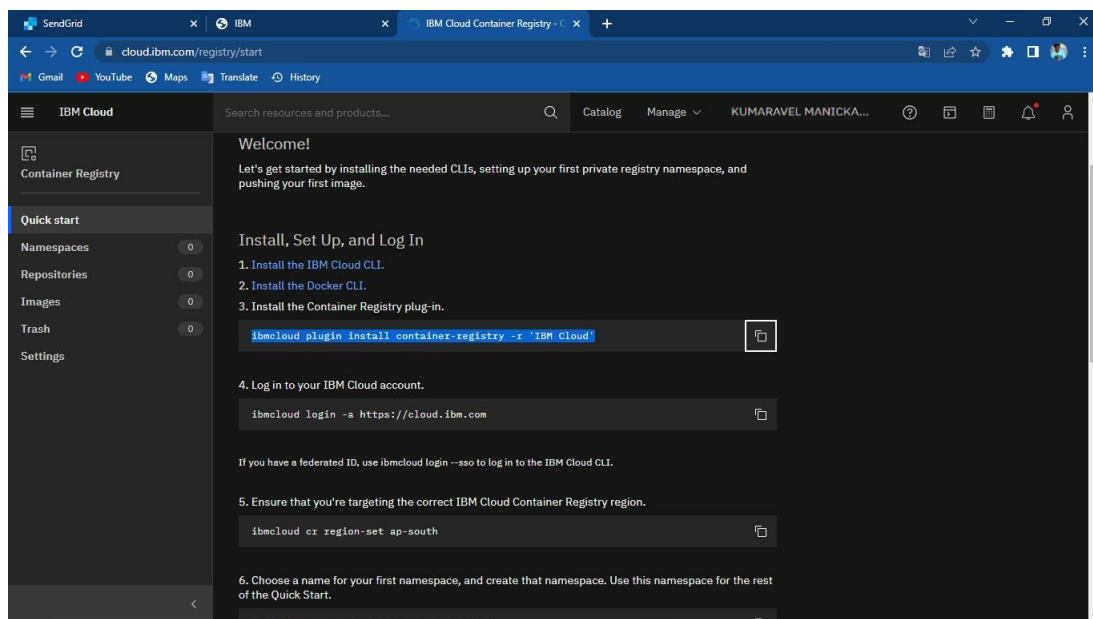 SendGrid
IBM
IBM Cloud Container Registry - C
cloud.ibm.com/registry/start
Gmail YouTube Maps Translate History
IBM Cloud
Search resources and products...
Catalog
Manage
KUMARAVEL MANICKA...
Container Registry
Quick start
Namespaces 0
Repositories 0
Images 0
Trash 0
Settings
Welcome!
Let's get started by installing the needed CLIs, setting up your first private registry namespace, and
pushing your first image.
Install, Set Up, and Log In
1. Install the IBM Cloud CLI.
2. Install the Docker CLI.
3. Install the Container Registry plug-in.
ibmcloud plugin install container-registry -r 'IBM Cloud'
4. Log in to your IBM Cloud account.
ibmcloud login -a https://cloud.ibm.com
If you have a federated ID, use ibmcloud login --sso to log in to the IBM Cloud CLI.
5. Ensure that you're targeting the correct IBM Cloud Container Registry region.
ibmcloud cr region-set ap-south
6. Choose a name for your first namespace, and create that namespace. Use this namespace for the rest
of the Quick Start.